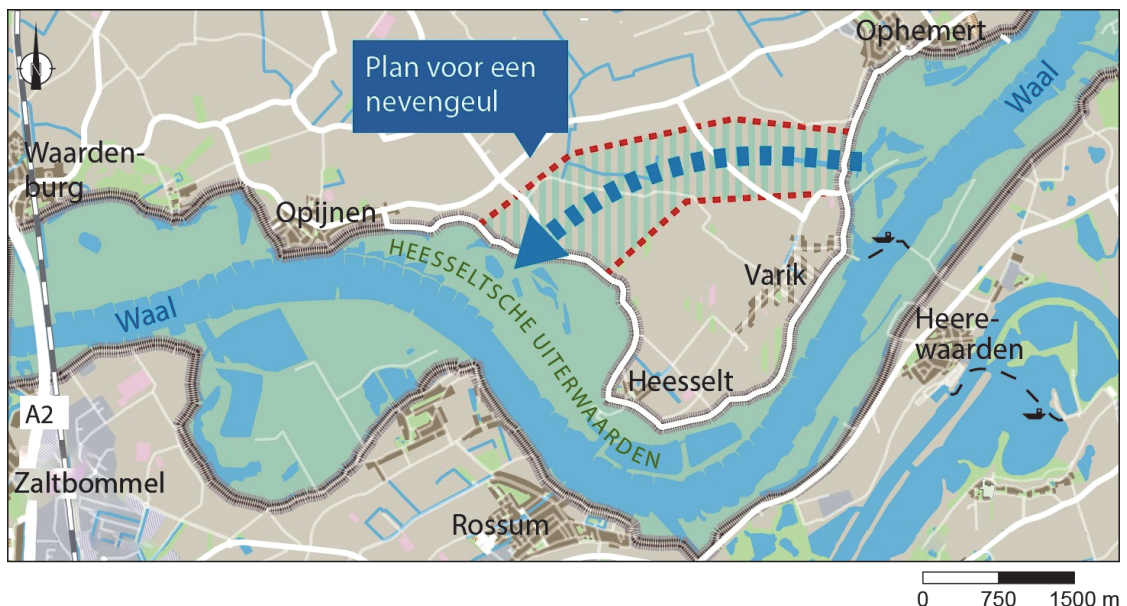 Ophemert
Plan voor een
nevengeul
Waal
N
Waarden-
burg
Opijnen
HEESSELTSCHE UITERWAARDEN
Varik
Waal
Heere-
waarden
Heesselt
A2
Zaltbommel
Rossum
0 750 1500 m